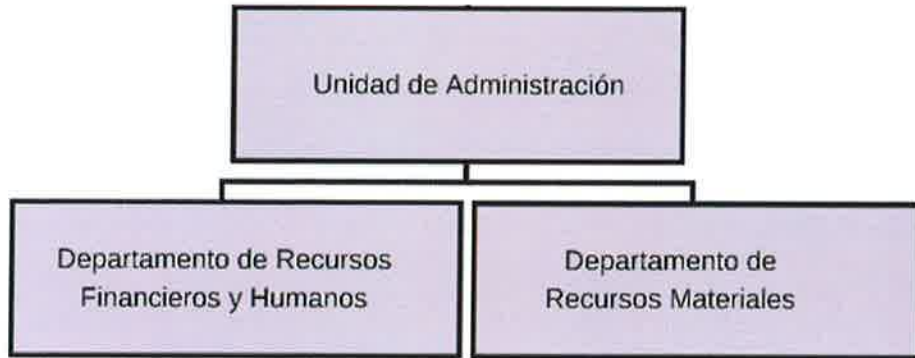 Unidad de Administración
Departamento de Recursos
Financieros y Humanos
Departamento de
Recursos Materiales